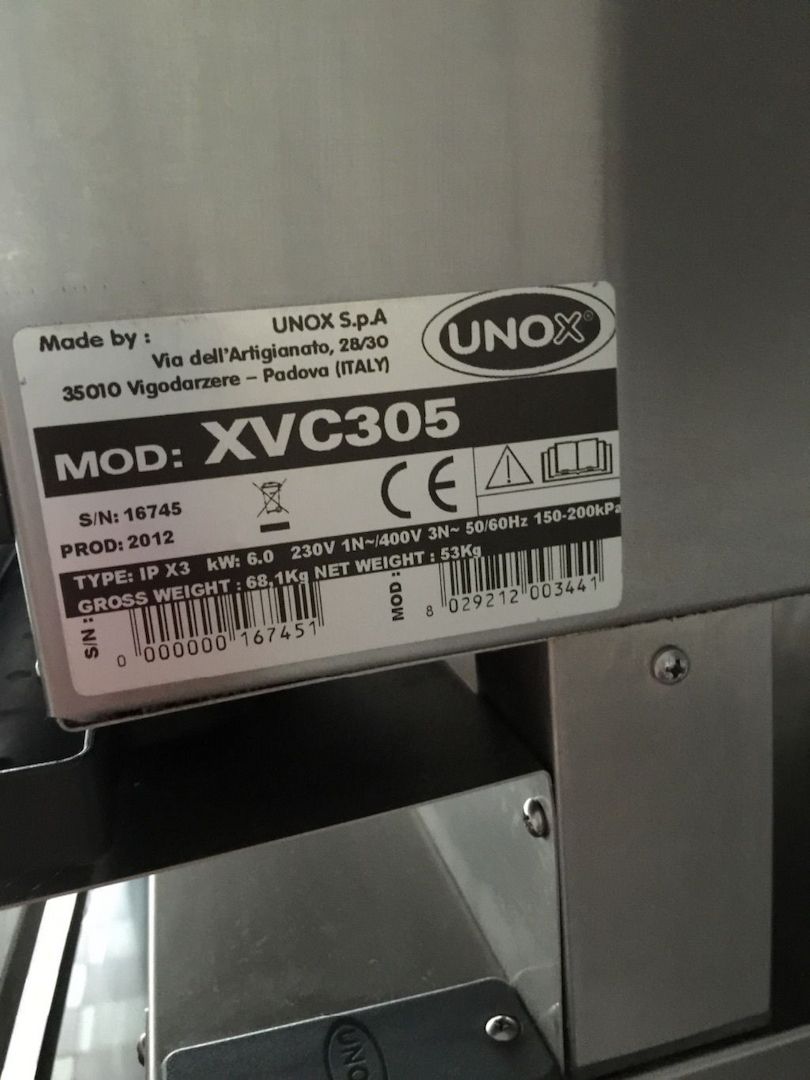 Made by :
UNOX S.p.A
Via dell'Artigianato, 28/30
35010 Vigodarzere – Padova (ITALY)
UNOX®
MOD: XVC305
S/N: 16745
CE
PROD: 2012
TYPE: IP X3 kW: 6.0 230V 1N~/400V 3N~ 50/60Hz 150-200kPa
GROSS WEIGHT : 68,1Kg NET WEIGHT : 53Kg
S/N :
0 000000 167451
MOD :
8 029212 003441
UNO